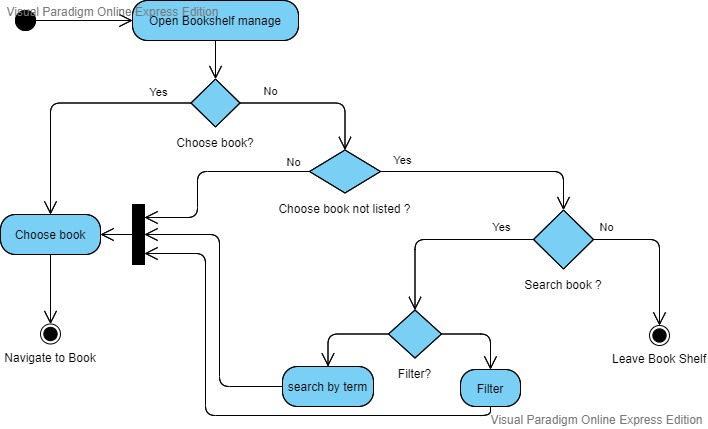 Visual Paradigm Online Express Edition
Open Bookshelf manage
Yes
No
Choose book?
No
Yes
Choose book not listed ?
Choose book
Yes
No
Search book ?
Navigate to Book
Leave Book Shelf
Filter?
search by term
Filter
Visual Paradigm Online Express Edition